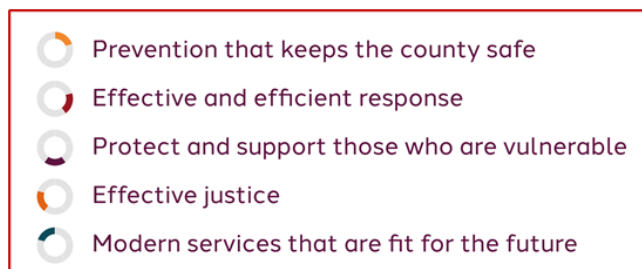 Prevention that keeps the county safe
Effective and efficient response
Protect and support those who are vulnerable
Effective justice
Modern services that are fit for the future